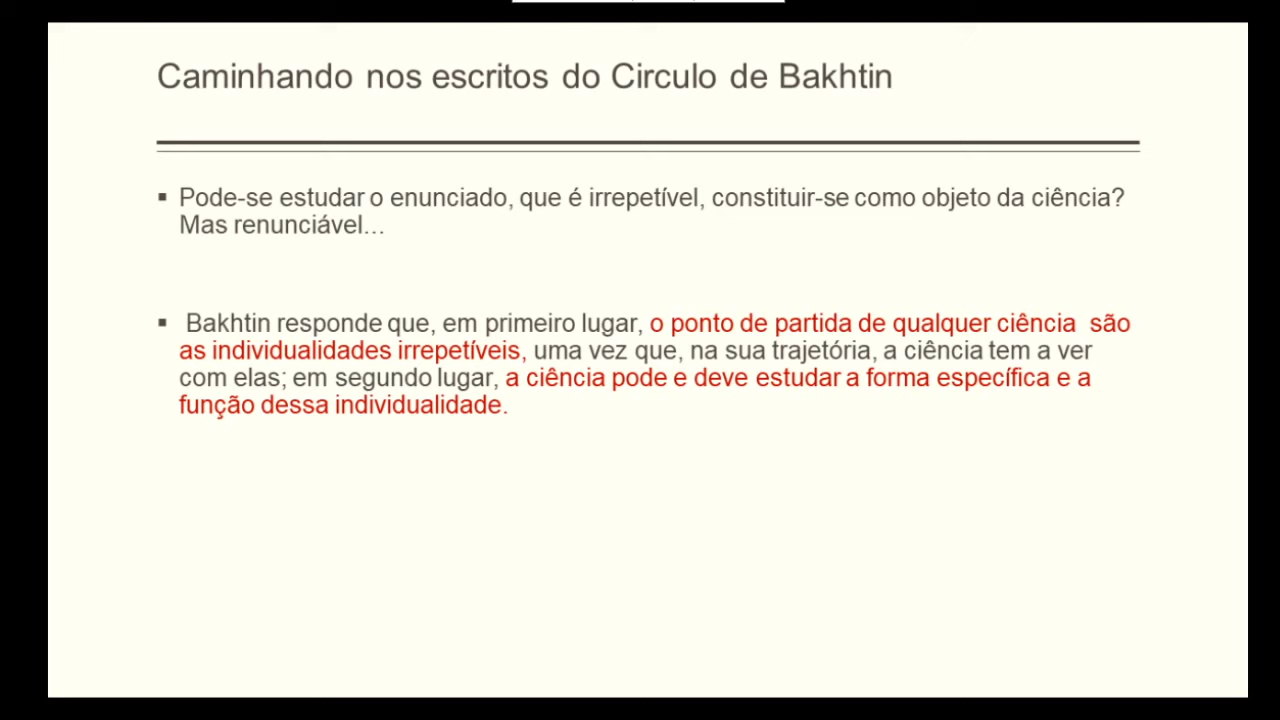 Caminhando nos escritos do Circulo de Bakhtin
▪ Pode-se estudar o enunciado, que é irrepetível, constituir-se como objeto da ciência?
Mas renunciável...
▪ Bakhtin responde que, em primeiro lugar, o ponto de partida de qualquer ciência são
as individualidades irrepetíveis, uma vez que, na sua trajetória, a ciência tem a ver
com elas; em segundo lugar, a ciência pode e deve estudar a forma específica e a
função dessa individualidade.